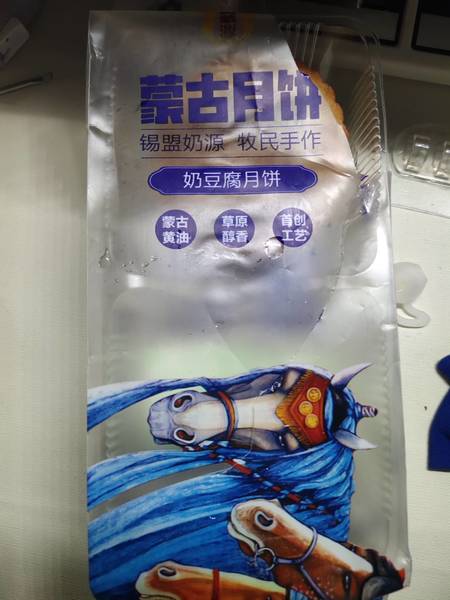 蒙古月饼
锡盟奶源 牧民手作
奶豆腐月饼
蒙古 草原 首创
黄油 醇香 工艺